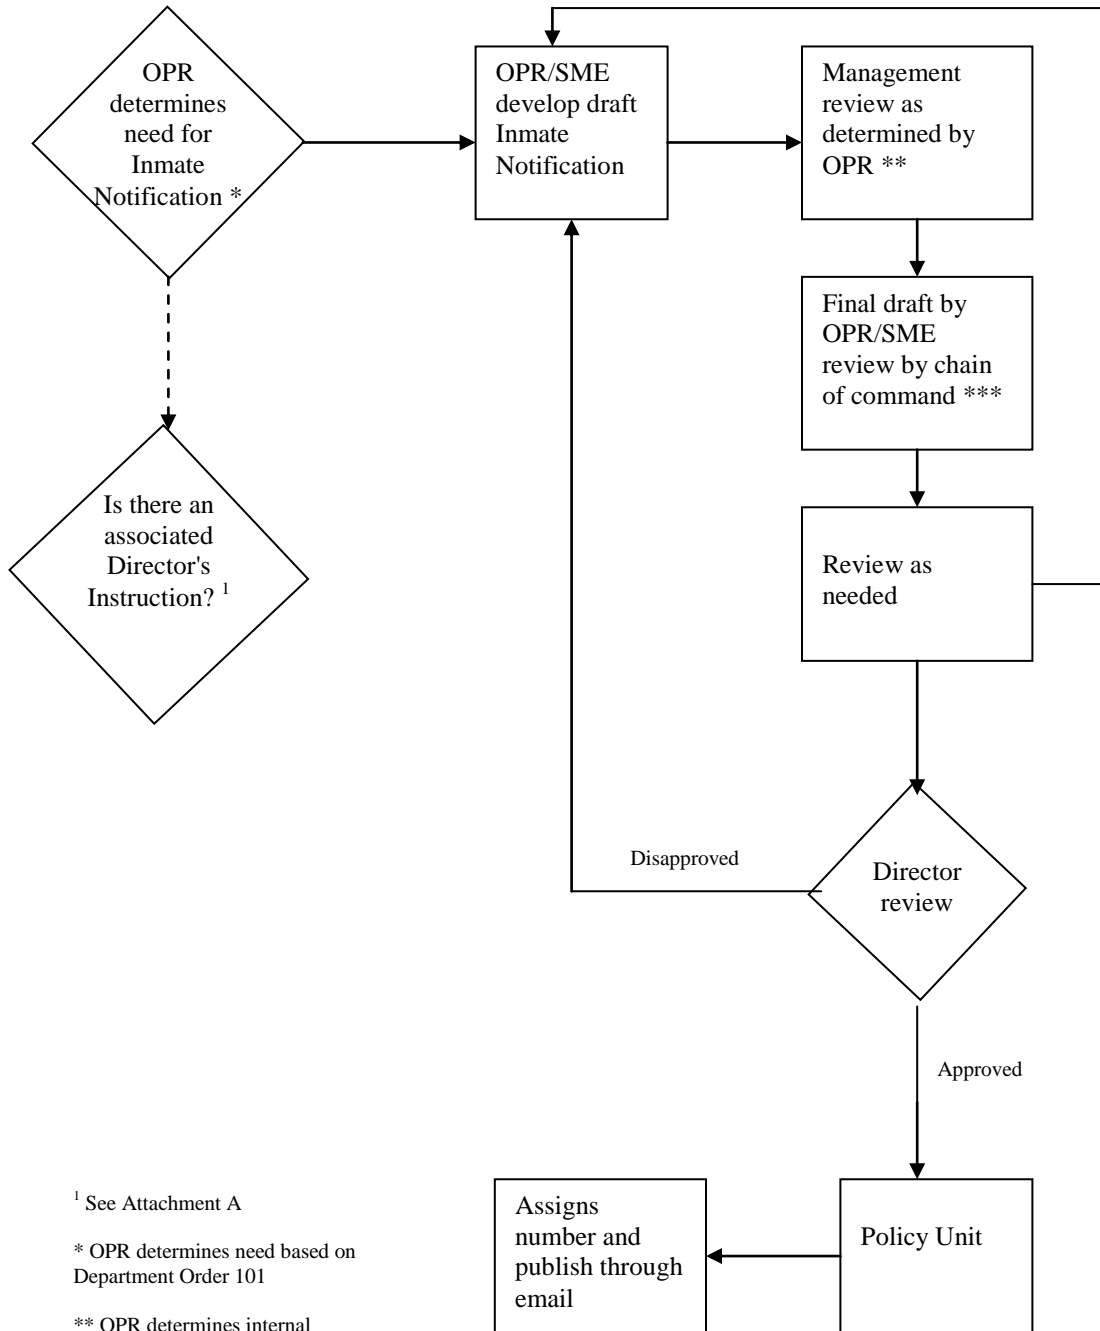 OPR
determines
need for
Inmate
Notification *
OPR/SME
develop draft
Inmate
Notification
Management
review as
determined by
OPR **
Final draft by
OPR/SME
review by chain
of command ***
Is there an
associated
Director's
Instruction? 1
Review as
needed
Disapproved
Director
review
Approved
Policy Unit
Assigns
number and
publish through
email
1 See Attachment A
* OPR determines need based on
Department Order 101
** OPR determines internal